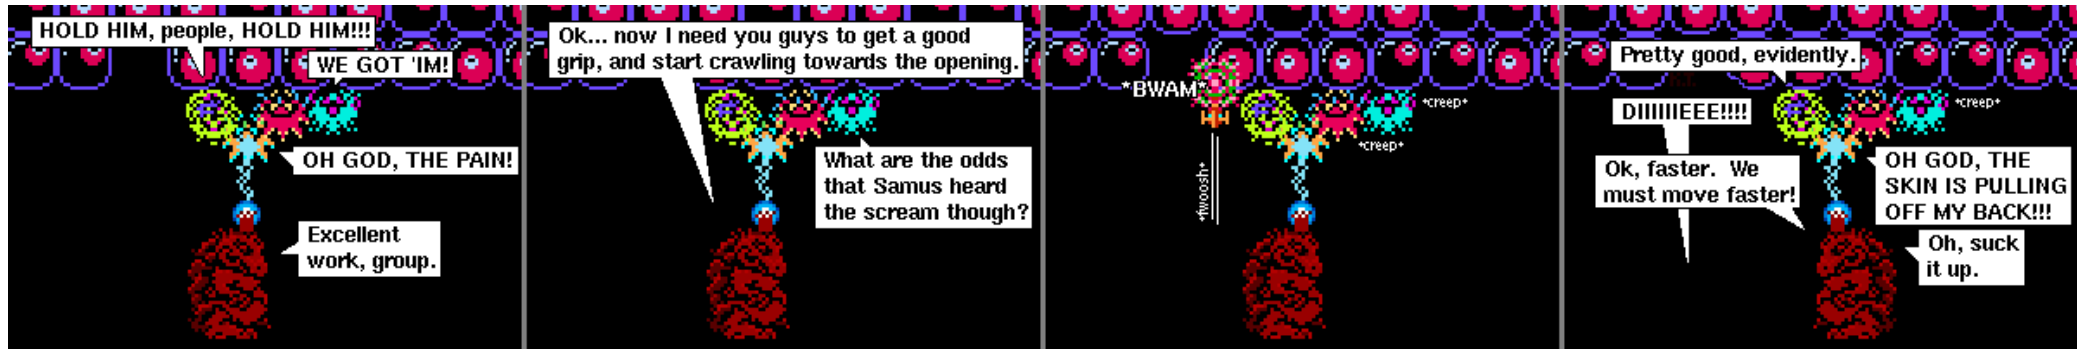 HOLD HIM, people, HOLD HIM!!!
WE GOT 'IM!
OH GOD, THE PAIN!
Excellent
work, group.
Ok... now I need you guys to get a good
grip, and start crawling towards the opening.
What are the odds
that Samus heard
the scream though?
*BWAM*
*creep*
*creep*
*fwoosh*
Pretty good, evidently.
*creep*
DIIIIIIEEE!!!!
Ok, faster. We
must move faster!
OH GOD, THE
SKIN IS PULLING
OFF MY BACK!!!
Oh, suck
it up.